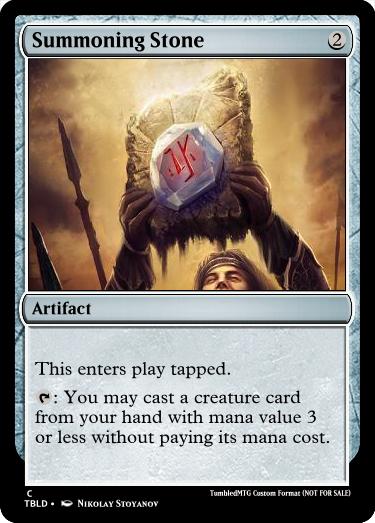 Summoning Stone 2
Artifact
This enters play tapped.
: You may cast a creature card
from your hand with mana value 3
or less without paying its mana cost.
C
TBLD • Nikolay Stoyanov
TumbledMTG Custom Format (NOT FOR SALE)